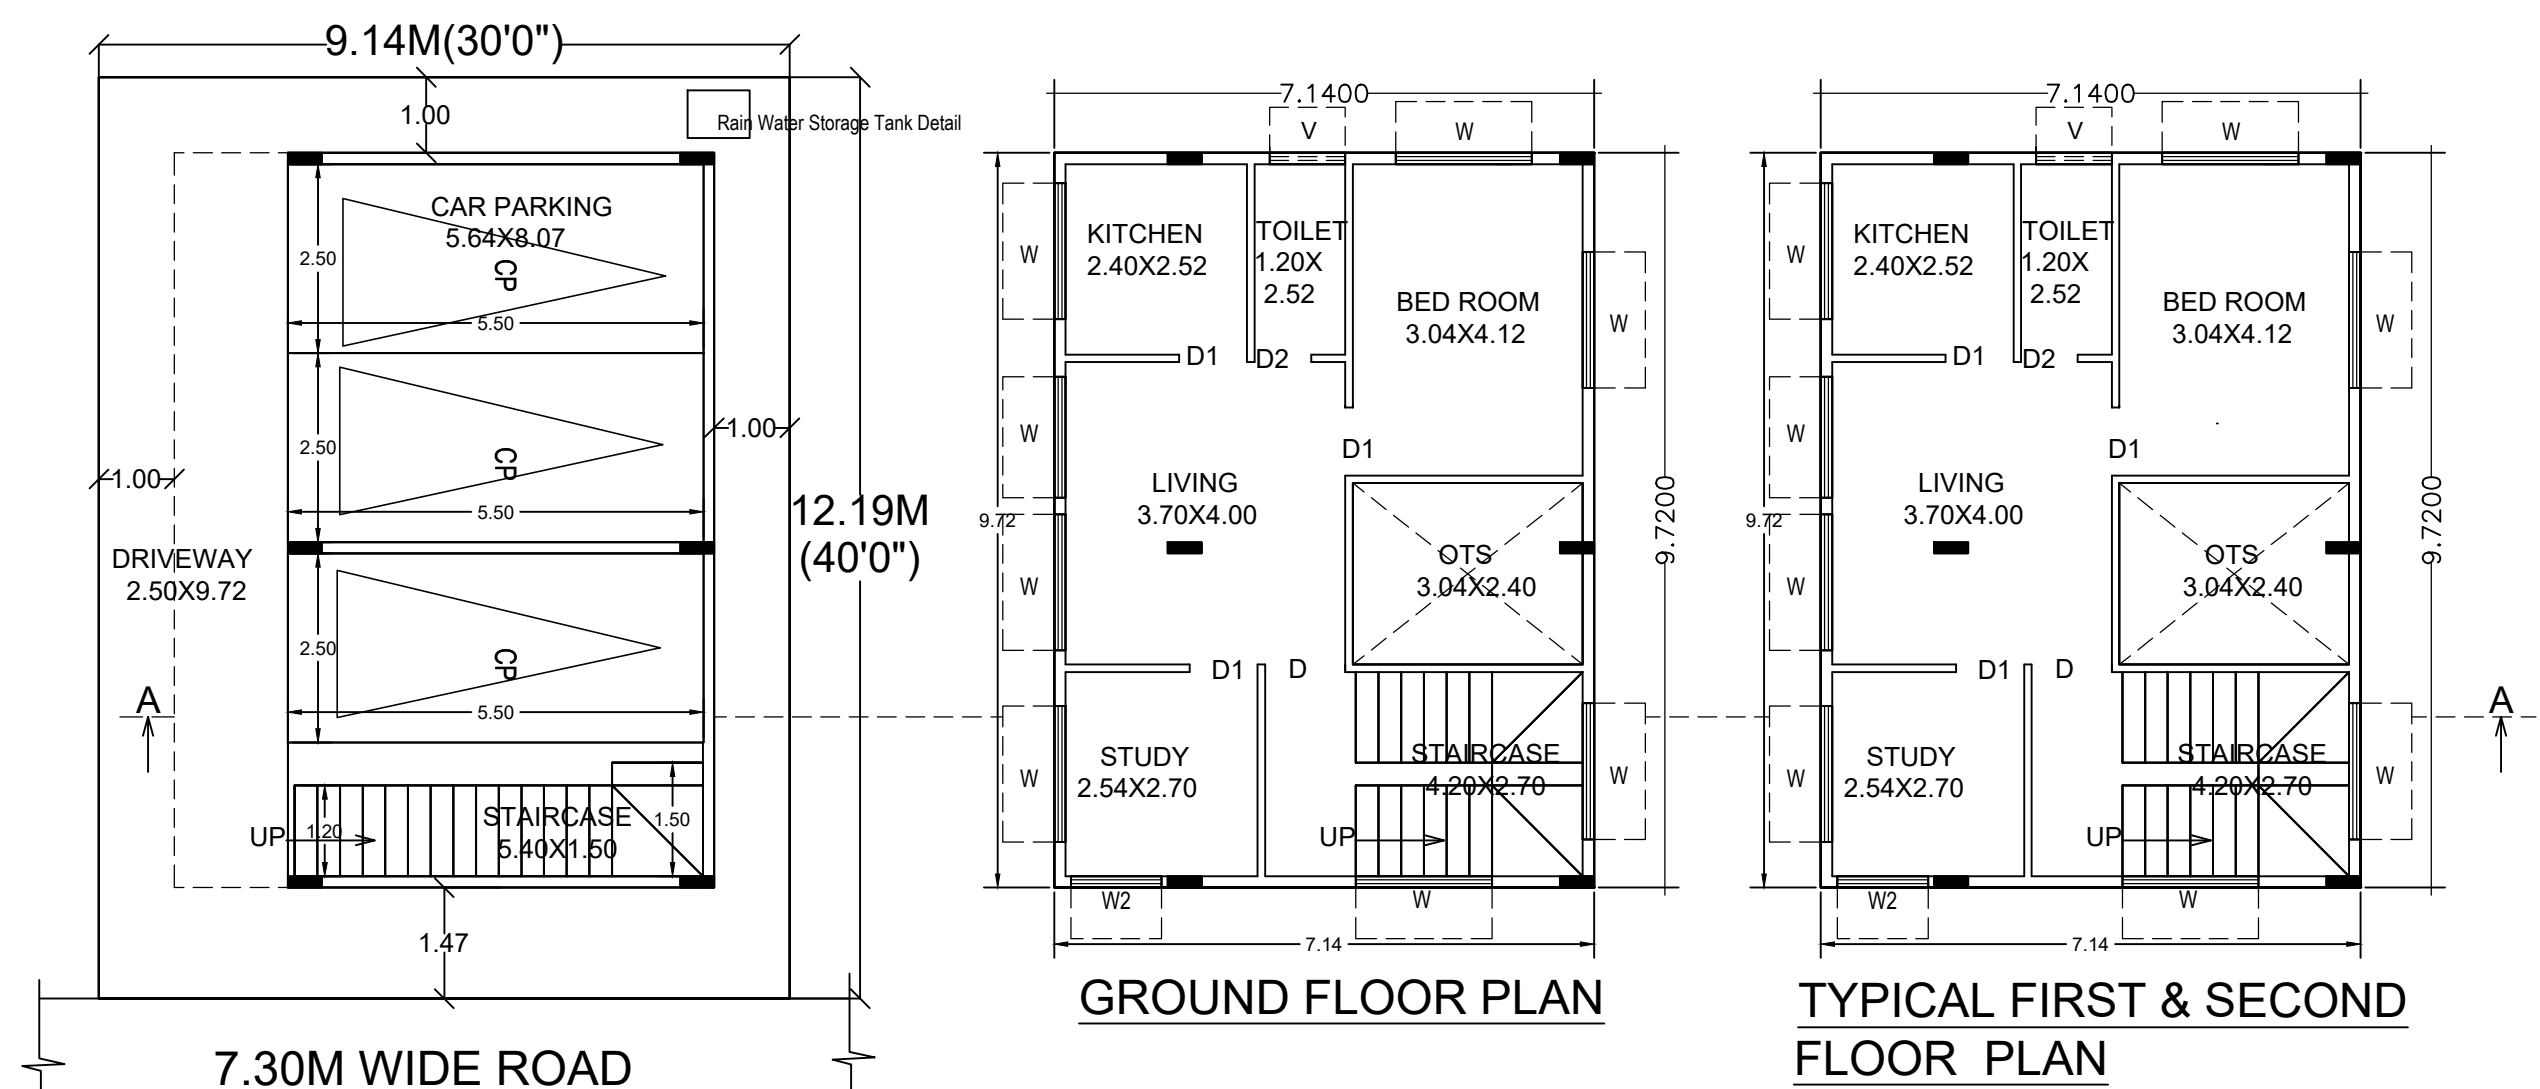 9.14M(30'0")
1.00
Rain Water Storage Tank Detail
CAR PARKING
5.64X8.07
CP
2.50
5.50
1.00
2.50
CP
1.00
5.50
12.19M
(40'0")
DRIVEWAY
2.50X9.72
2.50
CP
5.50
A
STAIRCASE
5.40X1.50
UP
1.20
1.50
1.47
7.30M WIDE ROAD
7.1400
V
W
W
KITCHEN
2.40X2.52
TOILET
1.20X
2.52
BED ROOM
3.04X4.12
W
D1
D2
W
D1
LIVING
3.70X4.00
9.72
9.7200
OTS
3.04X2.40
W
D1
D
STUDY
2.54X2.70
W
STAIRCASE
4.20X2.70
W
UP
W2
W
7.14
GROUND FLOOR PLAN
7.1400
V
W
W
KITCHEN
2.40X2.52
TOILET
1.20X
2.52
BED ROOM
3.04X4.12
W
D1
D2
W
D1
LIVING
3.70X4.00
9.72
9.7200
OTS
3.04X2.40
W
D1
D
A
STUDY
2.54X2.70
W
STAIRCASE
4.20X2.70
W
UP
W2
W
7.14
TYPICAL FIRST & SECOND
FLOOR PLAN